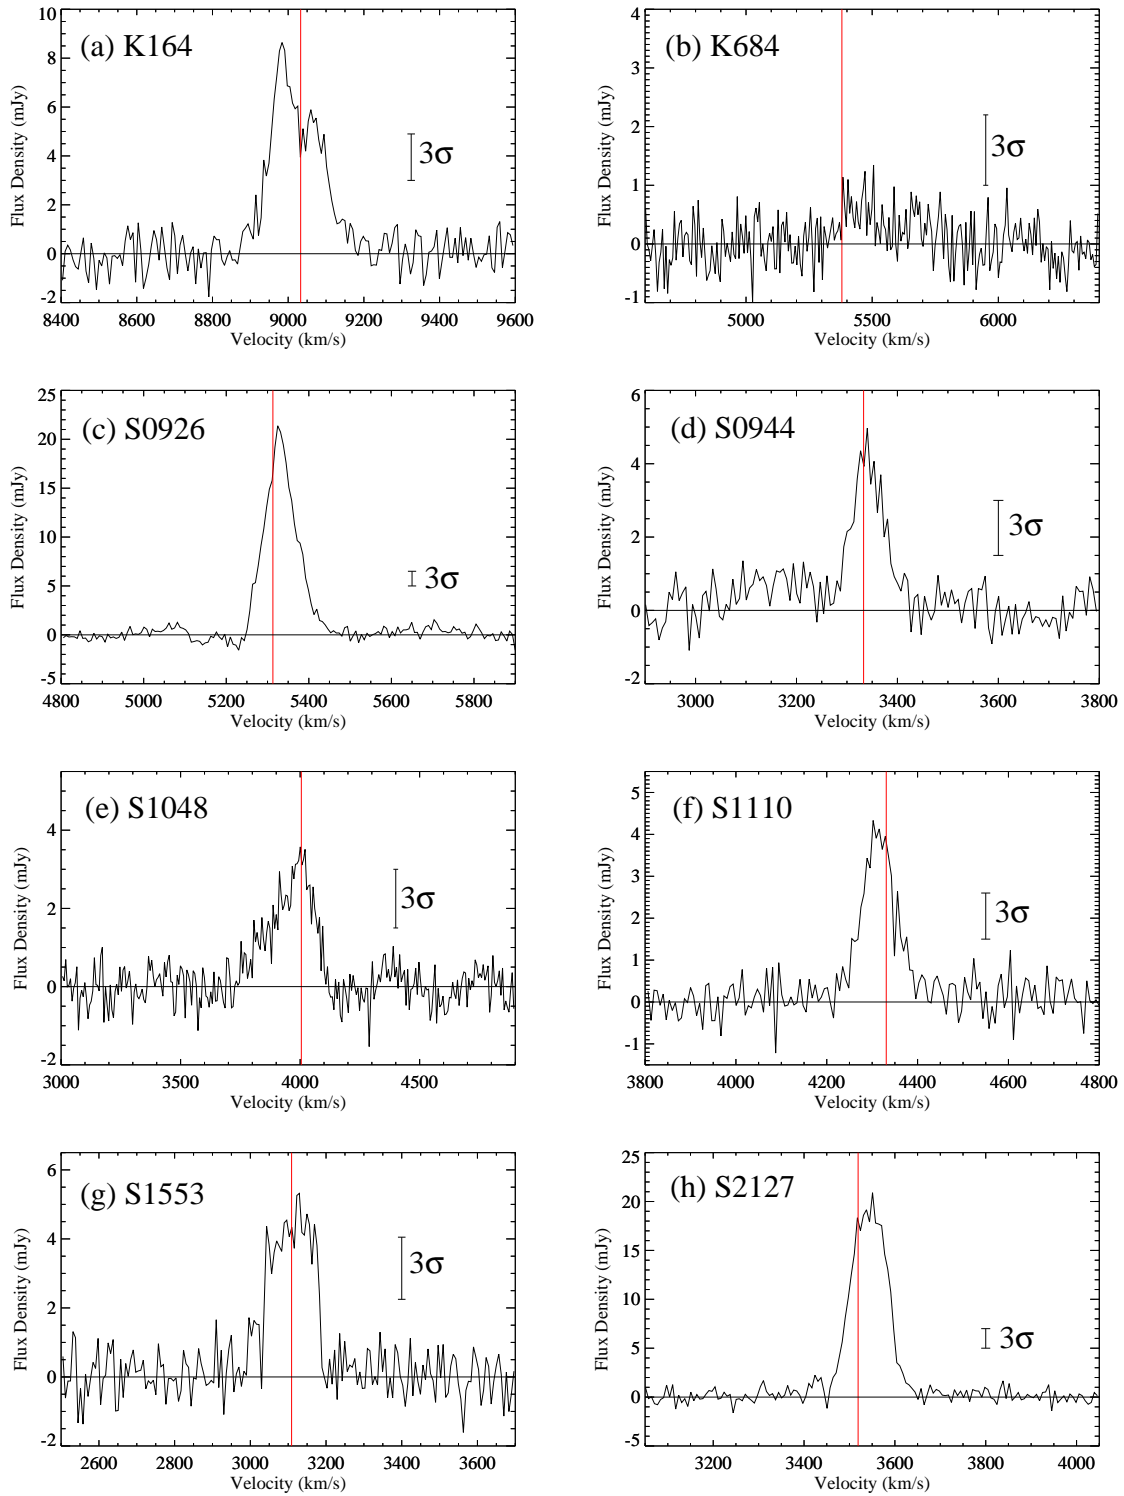 (a) K164
10
8
6
4
2
0
-2
3σ
Flux Density (mJy)
8400 8600 8800 9000 9200 9400 9600
Velocity (km/s)
(b) K684
4
3
2
1
0
-1
3σ
Flux Density (mJy)
5000 5500 6000
Velocity (km/s)
(c) S0926
25
20
15
10
5
0
-5
3σ
Flux Density (mJy)
4800 5000 5200 5400 5600 5800
Velocity (km/s)
(d) S0944
6
4
2
0
-2
3σ
Flux Density (mJy)
3000 3200 3400 3600 3800
Velocity (km/s)
(e) S1048
4
2
0
-2
3σ
Flux Density (mJy)
3000 3500 4000 4500
Velocity (km/s)
(f) S1110
5
4
3
2
1
0
-1
3σ
Flux Density (mJy)
3800 4000 4200 4400 4600 4800
Velocity (km/s)
(g) S1553
6
4
2
0
-2
3σ
Flux Density (mJy)
2600 2800 3000 3200 3400 3600
Velocity (km/s)
(h) S2127
25
20
15
10
5
0
-5
3σ
Flux Density (mJy)
3200 3400 3600 3800 4000
Velocity (km/s)